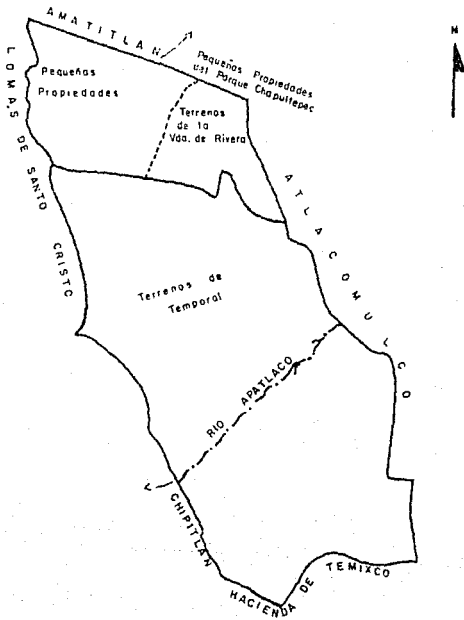 AMATITLAN
N
Pequeñas Propiedades
del Parque Chapultepec
Pequeñas
Propiedades
Terrenos
de la
Vda. de Rivera
LOMAS DE SANTO CRISTO
ATLACOMULCO
Terrenos de
Temporal
RIO APATLACO
CHIPITLAN
HACIENDA DE TEMIXCO